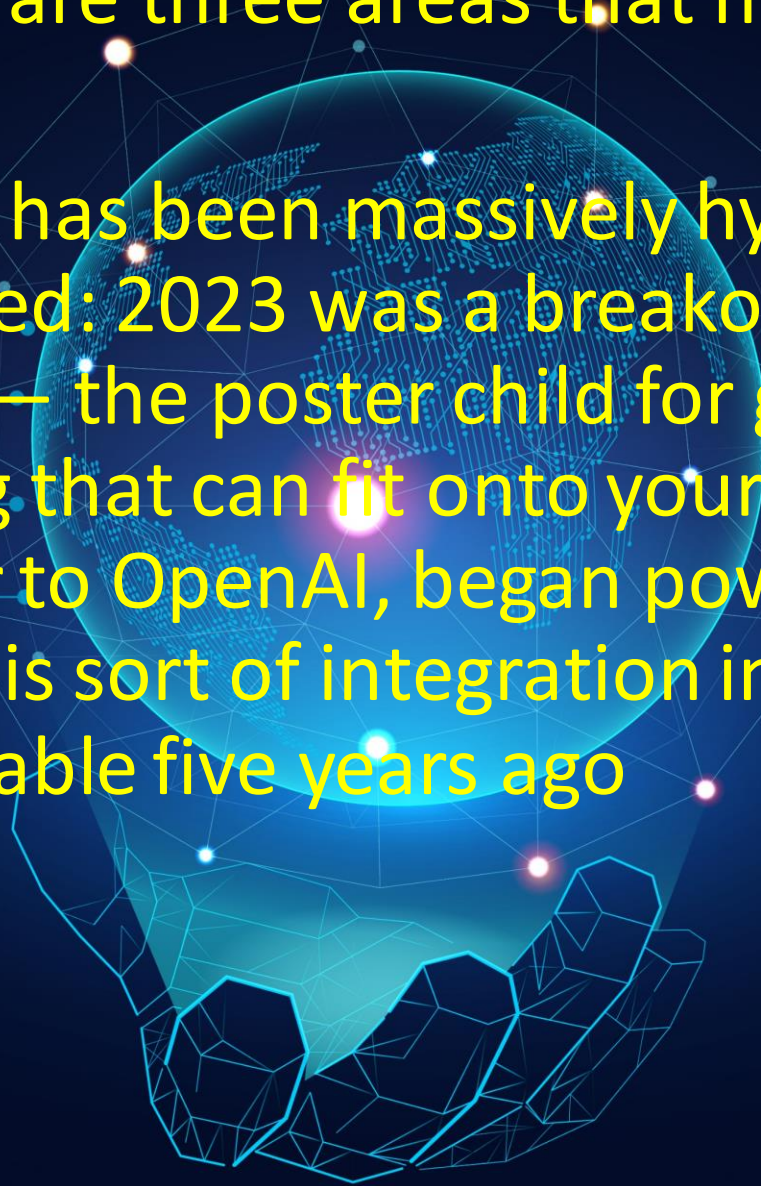 are three areas that
has been massively hy
ed: 2023 was a breako
— the poster child for g
g that can fit onto your
r to OpenAI, began pow
is sort of integration in
able five years ago